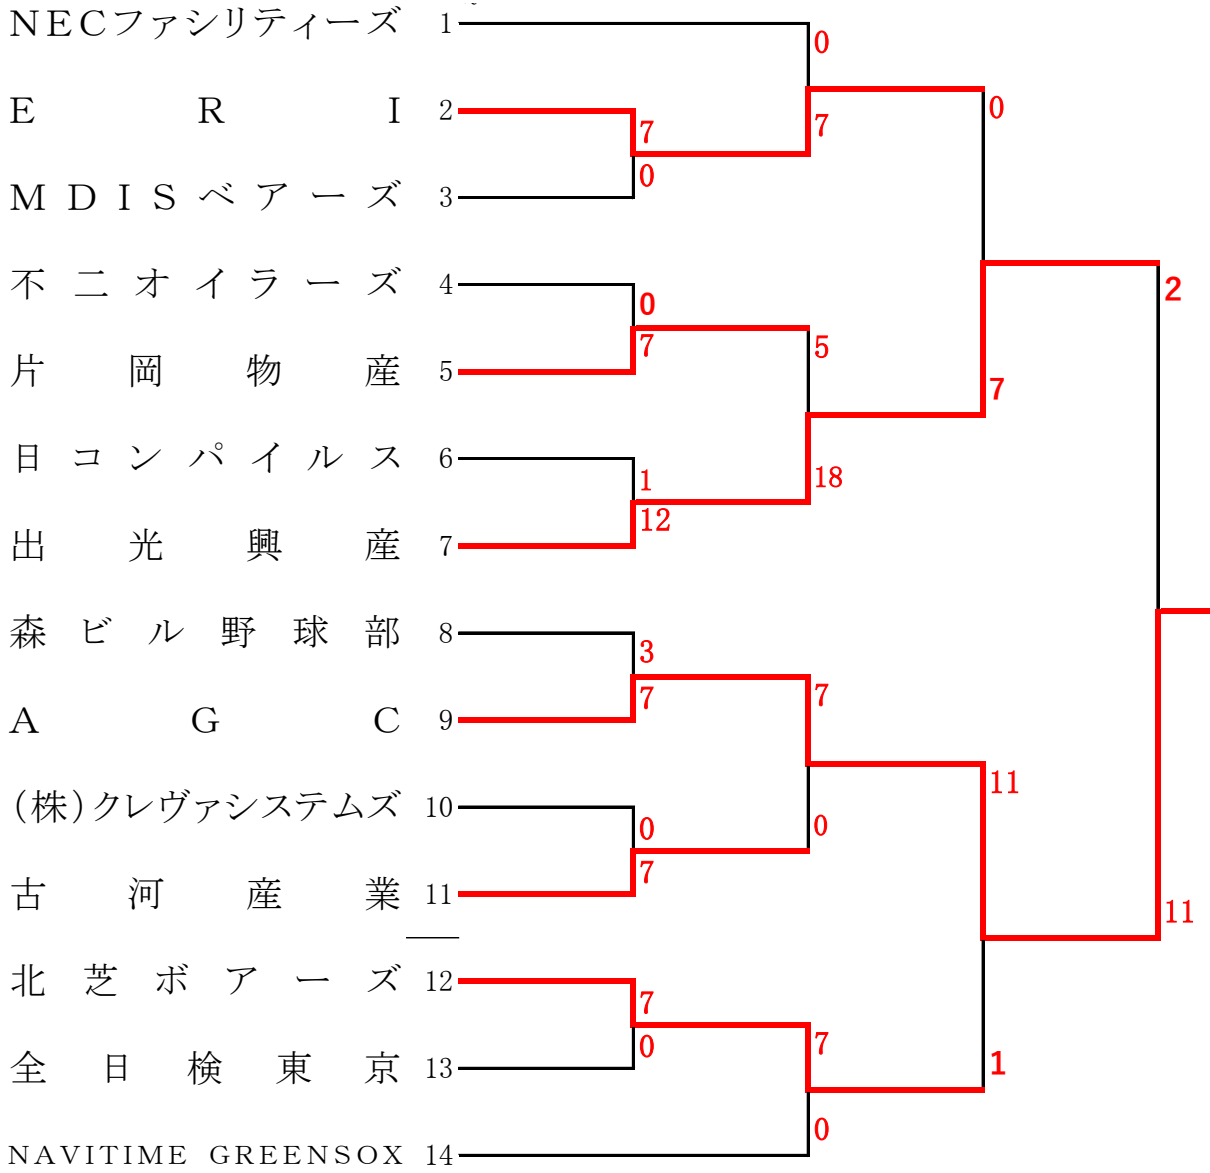 NECファシリティーズ 1
0
E R I 2
0
7
7
0
MDISベアーズ 3
不二オイラーズ 4
0
2
7
5
片岡物産 5
7
日コンパイルス 6
1
18
12
出光興産 7
森ビル野球部 8
3
7
7
AGC 9
11
(株)クレヴァシステムズ 10
0
0
7
古河産業 11
11
北芝ボアーズ 12
7
7
0
1
全日検東京 13
0
NAVITIME GREENSOX 14